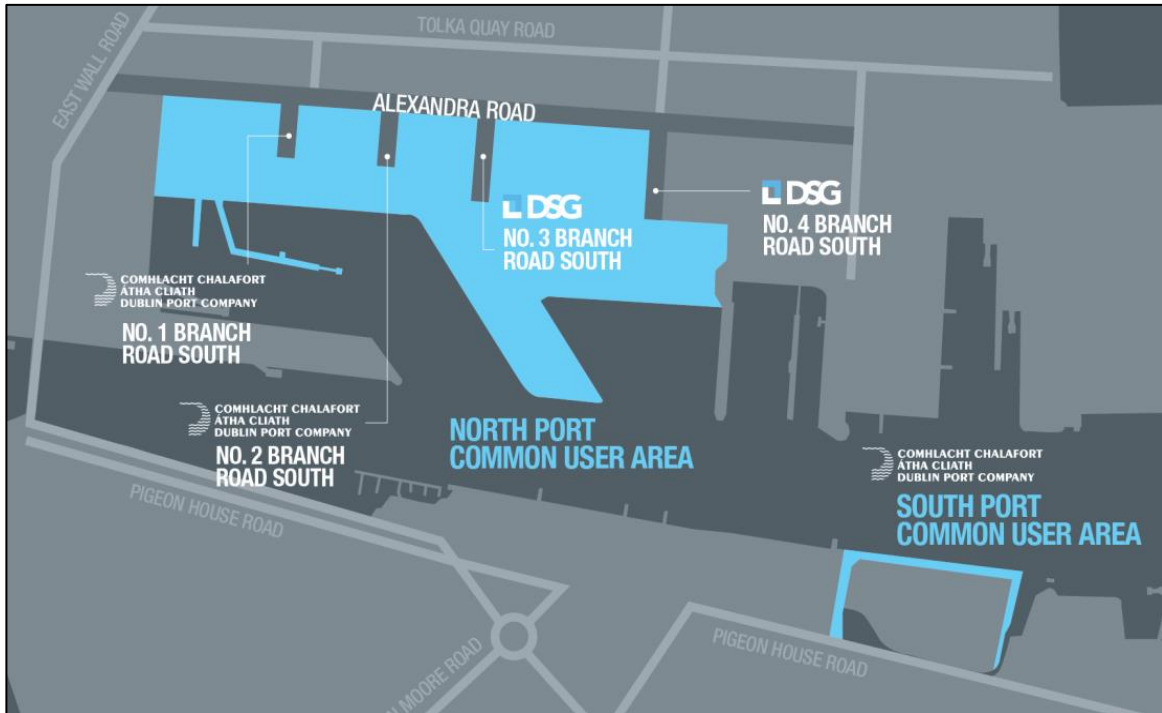 TOLKA QUAY ROAD
EAST WALL ROAD
ALEXANDRA ROAD
DSG
NO. 3 BRANCH
ROAD SOUTH
DSG
NO. 4 BRANCH
ROAD SOUTH
COMHLACHT CHALAFORT
ÁTHA CLIATH
DUBLIN PORT COMPANY
NO. 1 BRANCH
ROAD SOUTH
COMHLACHT CHALAFORT
ÁTHA CLIATH
DUBLIN PORT COMPANY
NO. 2 BRANCH
ROAD SOUTH
NORTH PORT
COMMON USER AREA
COMHLACHT CHALAFORT
ÁTHA CLIATH
DUBLIN PORT COMPANY
SOUTH PORT
COMMON USER AREA
PIGEON HOUSE ROAD
PIGEON HOUSE ROAD
MOORE ROAD